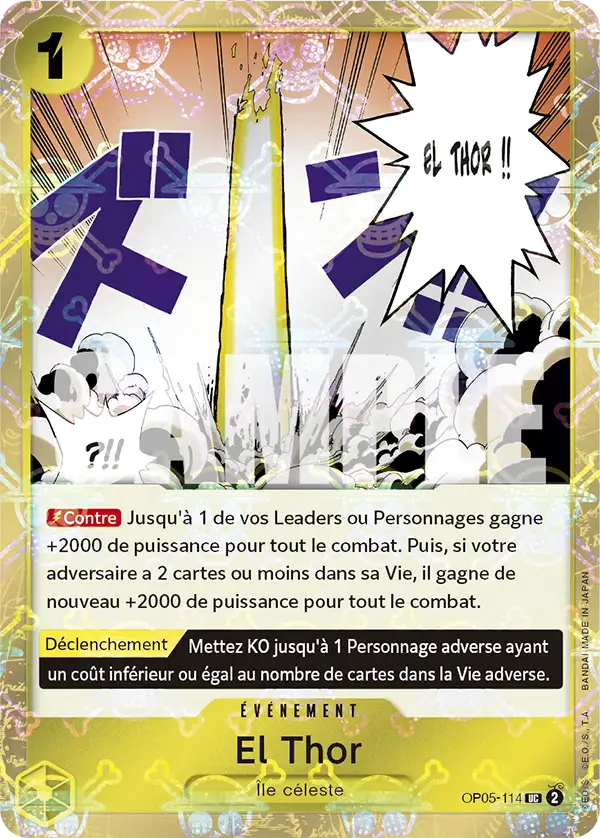 1
EL THOR !!
ズン
?!!
SAMPLE
Contre Jusqu'à 1 de vos Leaders ou Personnages gagne
+2000 de puissance pour tout le combat. Puis, si votre
adversaire a 2 cartes ou moins dans sa Vie, il gagne de
nouveau +2000 de puissance pour tout le combat.
Déclenchement Mettez KO jusqu'à 1 Personnage adverse ayant
un coût inférieur ou égal au nombre de cartes dans la Vie adverse.
ÉVÉNEMENT
El Thor
Île céleste
OP05-114 UC 2
©E.O./S., T.A. BANDAI MADE IN JAPAN